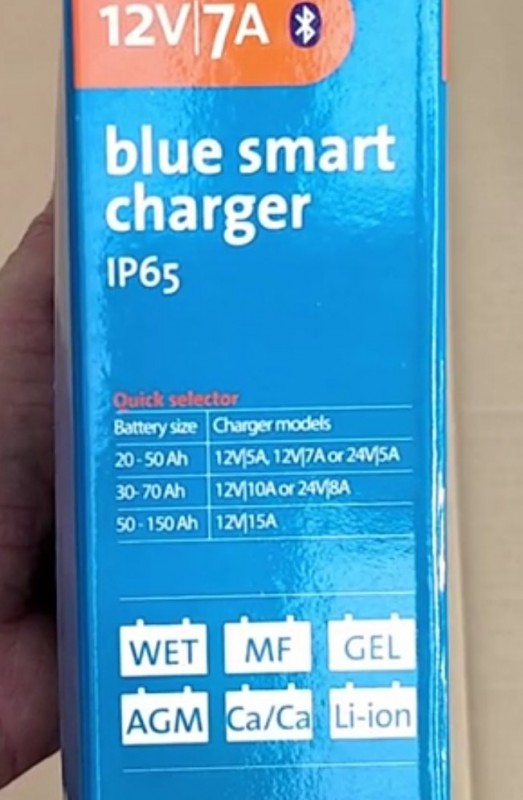 12V|7A
blue smart
charger
IP65
Quick selector
Battery size Charger models
20 - 50 Ah 12V|5A, 12V|7A or 24V|5A
30- 70 Ah 12V|10A or 24V|8A
50 - 150 Ah 12V|15A
WET MF GEL
AGM Ca/Ca Li-ion